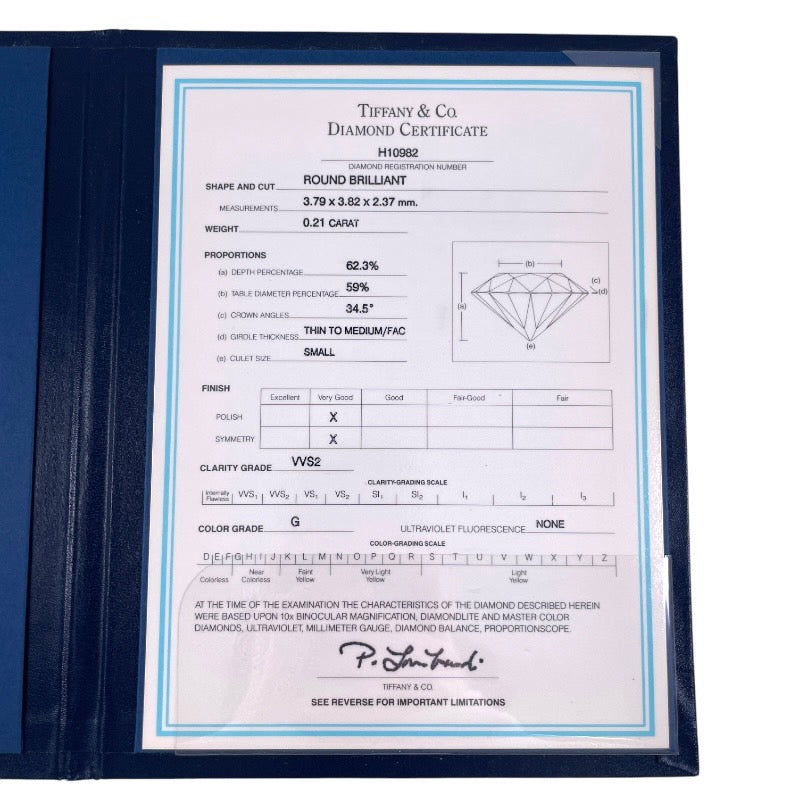 TIFFANY & CO.
DIAMOND CERTIFICATE
H10982
DIAMOND REGISTRATION NUMBER
SHAPE AND CUT ROUND BRILLIANT
MEASUREMENTS 3.79 x 3.82 x 2.37 mm.
WEIGHT 0.21 CARAT
PROPORTIONS
(a) DEPTH PERCENTAGE 62.3%
(b) TABLE DIAMETER PERCENTAGE 59%
(c) CROWN ANGLES 34.5°
(d) GIRDLE THICKNESS THIN TO MEDIUM/FAC
(e) CULET SIZE SMALL
(b)
(c)
(d)
(a)
(e)
FINISH
Excellent Very Good Good Fair-Good Fair
POLISH X
SYMMETRY X
CLARITY GRADE VVS2
CLARITY-GRADING SCALE
Internally Flawless VVS1 VVS2 VS1 VS2 SI1 SI2 I1 I2 I3
COLOR GRADE G ULTRAVIOLET FLUORESCENCE NONE
COLOR-GRADING SCALE
D E F G H I J K L M N O P Q R S T U V W X Y Z
Colorless Near Colorless Faint Yellow Very Light Yellow Light Yellow
AT THE TIME OF THE EXAMINATION THE CHARACTERISTICS OF THE DIAMOND DESCRIBED HEREIN
WERE BASED UPON 10x BINOCULAR MAGNIFICATION, DIAMONDLITE AND MASTER COLOR
DIAMONDS, ULTRAVIOLET, MILLIMETER GAUGE, DIAMOND BALANCE, PROPORTIONSCOPE.
TIFFANY & CO.
SEE REVERSE FOR IMPORTANT LIMITATIONS